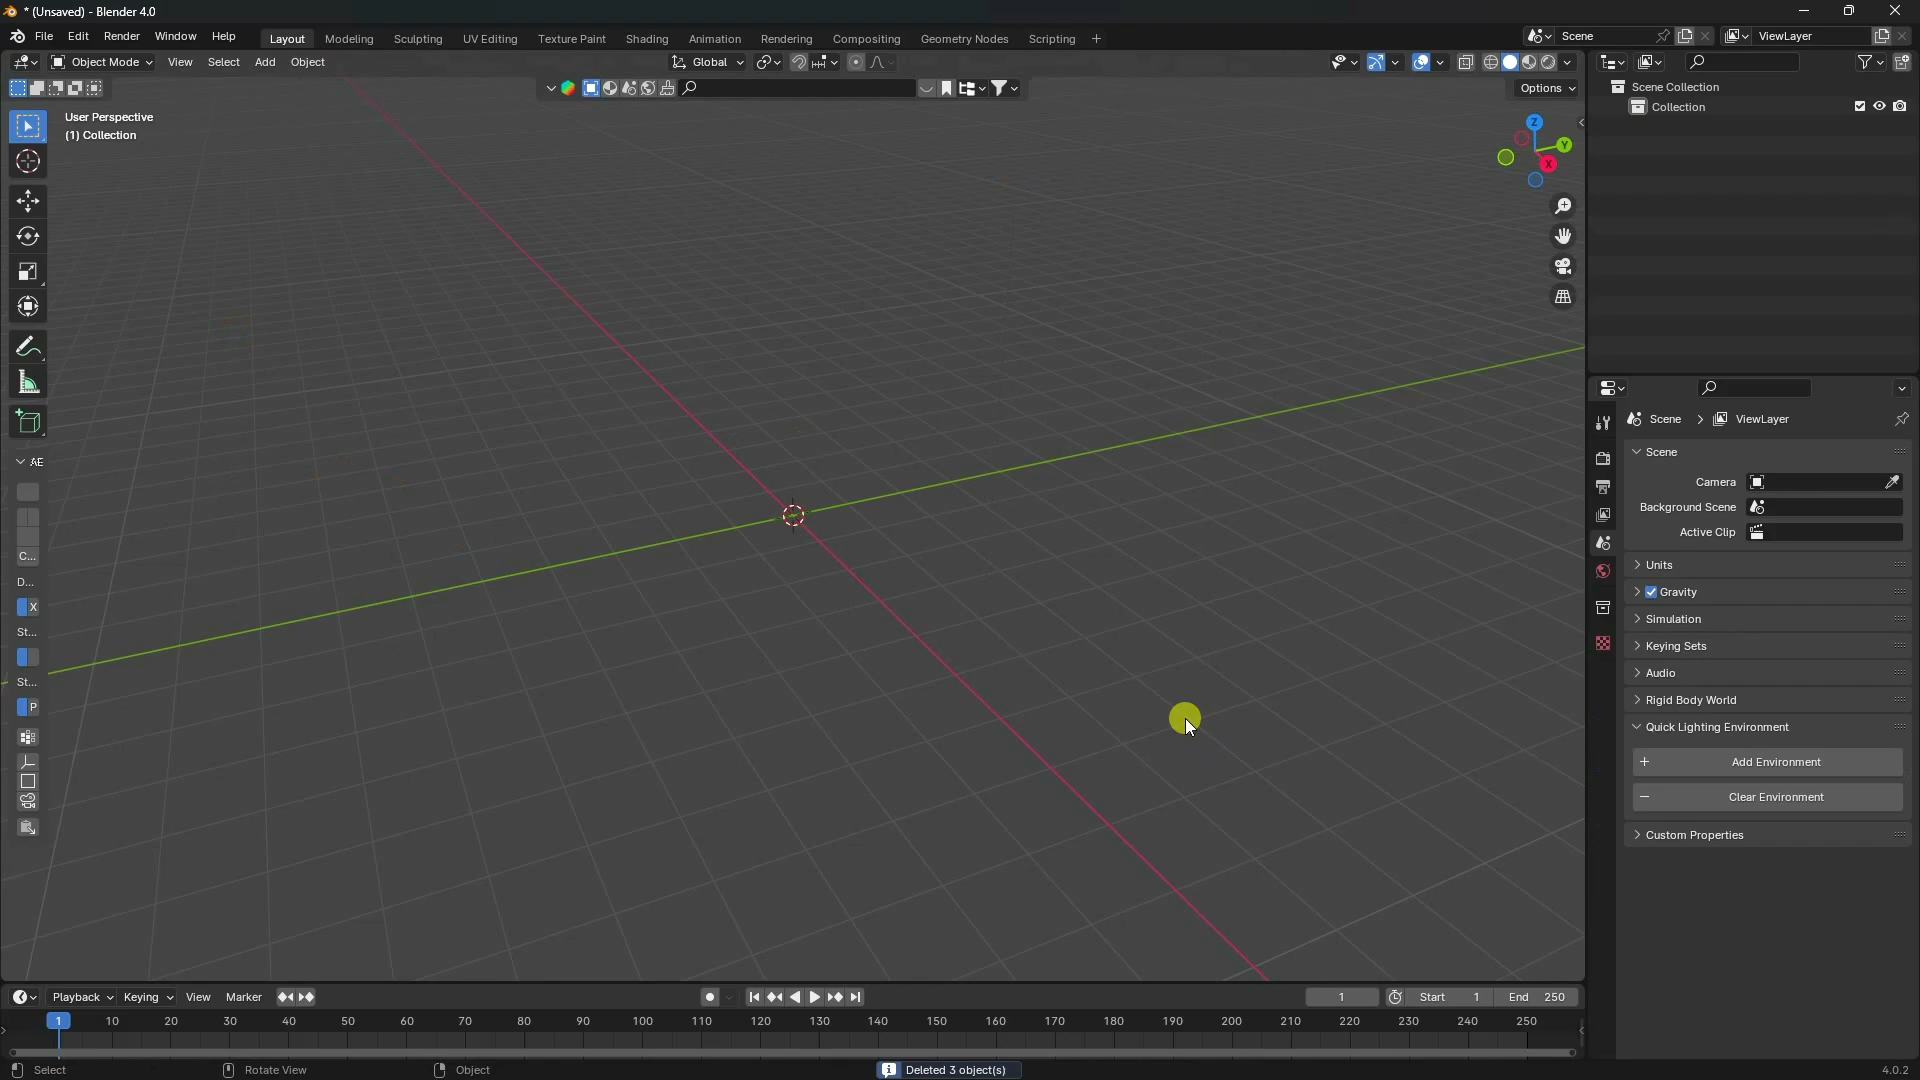 * (Unsaved) - Blender 4.0
File Edit Render Window Help Layout Modeling Sculpting UV Editing Texture Paint Shading Animation Rendering Compositing Geometry Nodes Scripting + Scene ViewLayer
Object Mode View Select Add Object Global
Options
User Perspective
(1) Collection
Z
Y
X
Scene Collection
Collection
Scene > ViewLayer
Scene
Camera
Background Scene
Active Clip
Units
Gravity
Simulation
Keying Sets
Audio
Rigid Body World
Quick Lighting Environment
+ Add Environment
− Clear Environment
Custom Properties
AE
C...
D...
X
St...
St...
P
Playback Keying View Marker 1 Start 1 End 250
1 10 20 30 40 50 60 70 80 90 100 110 120 130 140 150 160 170 180 190 200 210 220 230 240 250
Select Rotate View Object Deleted 3 object(s) 4.0.2